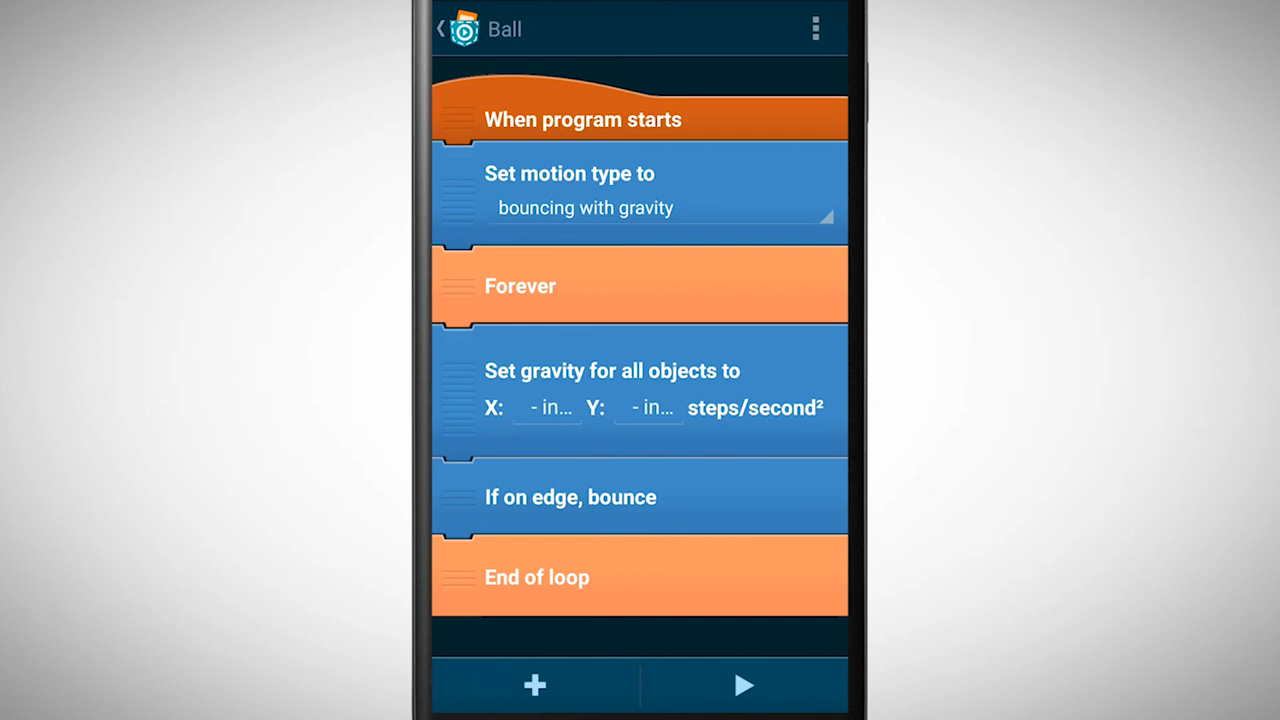 Ball
When program starts
Set motion type to
bouncing with gravity
Forever
Set gravity for all objects to
X: - in... Y: - in... steps/second²
If on edge, bounce
End of loop